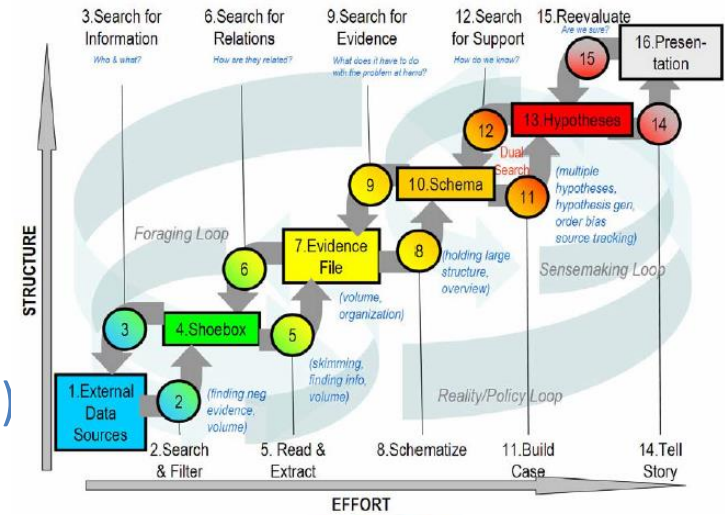 3.Search for
Information
Who & what?
6.Search for
Relations
How are they related?
9.Search for
Evidence
What does it have to do
with the problem at hand?
12.Search
for Support
How do we know?
15.Reevaluate
Are we sure?
15
16.Presen-
tation
13.Hypotheses
14
12
Dual
Search
11
(multiple
hypotheses,
hypothesis gen,
order bias
source tracking)
10.Schema
9
8
(holding large
structure,
overview)
Foraging Loop
7.Evidence
File
6
(volume,
organization)
Sensemaking Loop
3
4.Shoebox
5
(skimming,
finding info,
volume)
1.External
Data
Sources
2
(finding neg
evidence,
volume)
Reality/Policy Loop
)
2.Search
& Filter
5. Read &
Extract
8.Schematize
11.Build
Case
14.Tell
Story
STRUCTURE
EFFORT